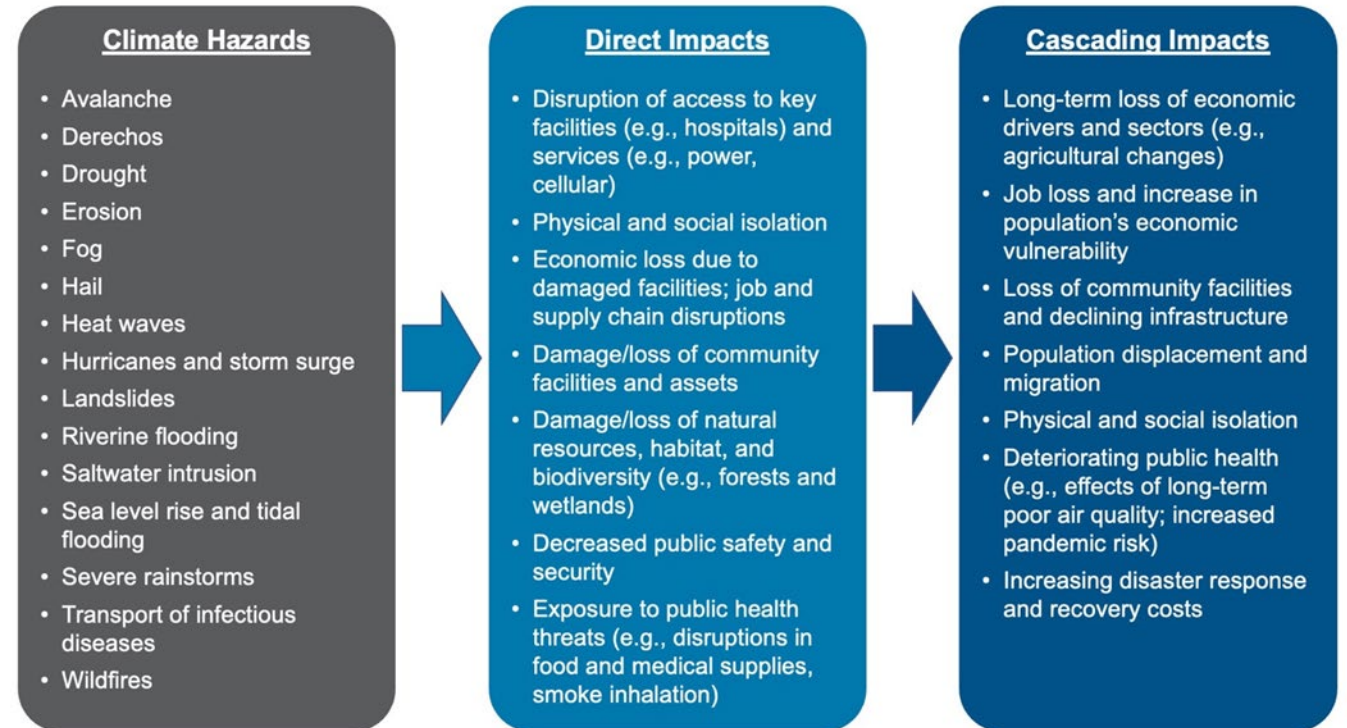 Climate Hazards
• Avalanche
• Derechos
• Drought
• Erosion
• Fog
• Hail
• Heat waves
• Hurricanes and storm surge
• Landslides
• Riverine flooding
• Saltwater intrusion
• Sea level rise and tidal
flooding
• Severe rainstorms
• Transport of infectious
diseases
• Wildfires
Direct Impacts
• Disruption of access to key
facilities (e.g., hospitals) and
services (e.g., power,
cellular)
• Physical and social isolation
• Economic loss due to
damaged facilities; job and
supply chain disruptions
• Damage/loss of community
facilities and assets
• Damage/loss of natural
resources, habitat, and
biodiversity (e.g., forests and
wetlands)
• Decreased public safety and
security
• Exposure to public health
threats (e.g., disruptions in
food and medical supplies,
smoke inhalation)
Cascading Impacts
• Long-term loss of economic
drivers and sectors (e.g.,
agricultural changes)
• Job loss and increase in
population’s economic
vulnerability
• Loss of community facilities
and declining infrastructure
• Population displacement and
migration
• Physical and social isolation
• Deteriorating public health
(e.g., effects of long-term
poor air quality; increased
pandemic risk)
• Increasing disaster response
and recovery costs